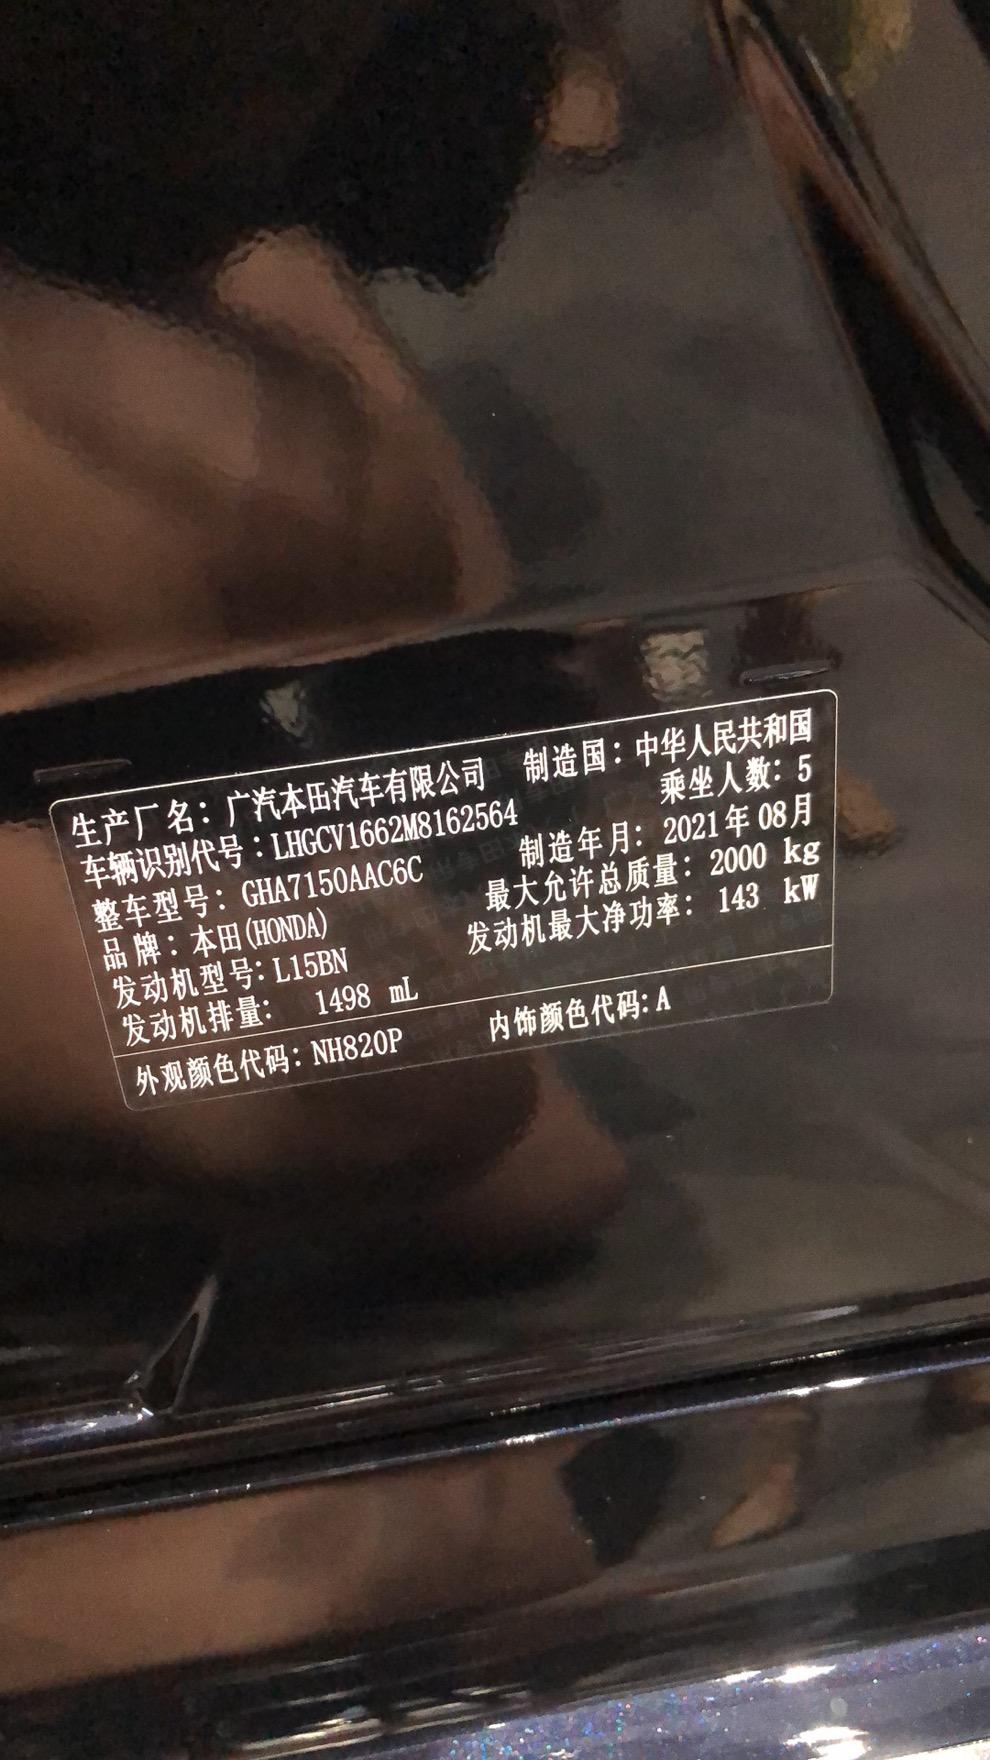 生产厂名：广汽本田汽车有限公司 制造国：中华人民共和国
车辆识别代号：LHGCV1662M8162564 乘坐人数：5
整车型号：GHA7150AAC6C 制造年月：2021年08月
品牌：本田(HONDA) 最大允许总质量：2000 kg
发动机型号：L15BN 发动机最大净功率：143 kW
发动机排量： 1498 mL
外观颜色代码：NH820P 内饰颜色代码：A